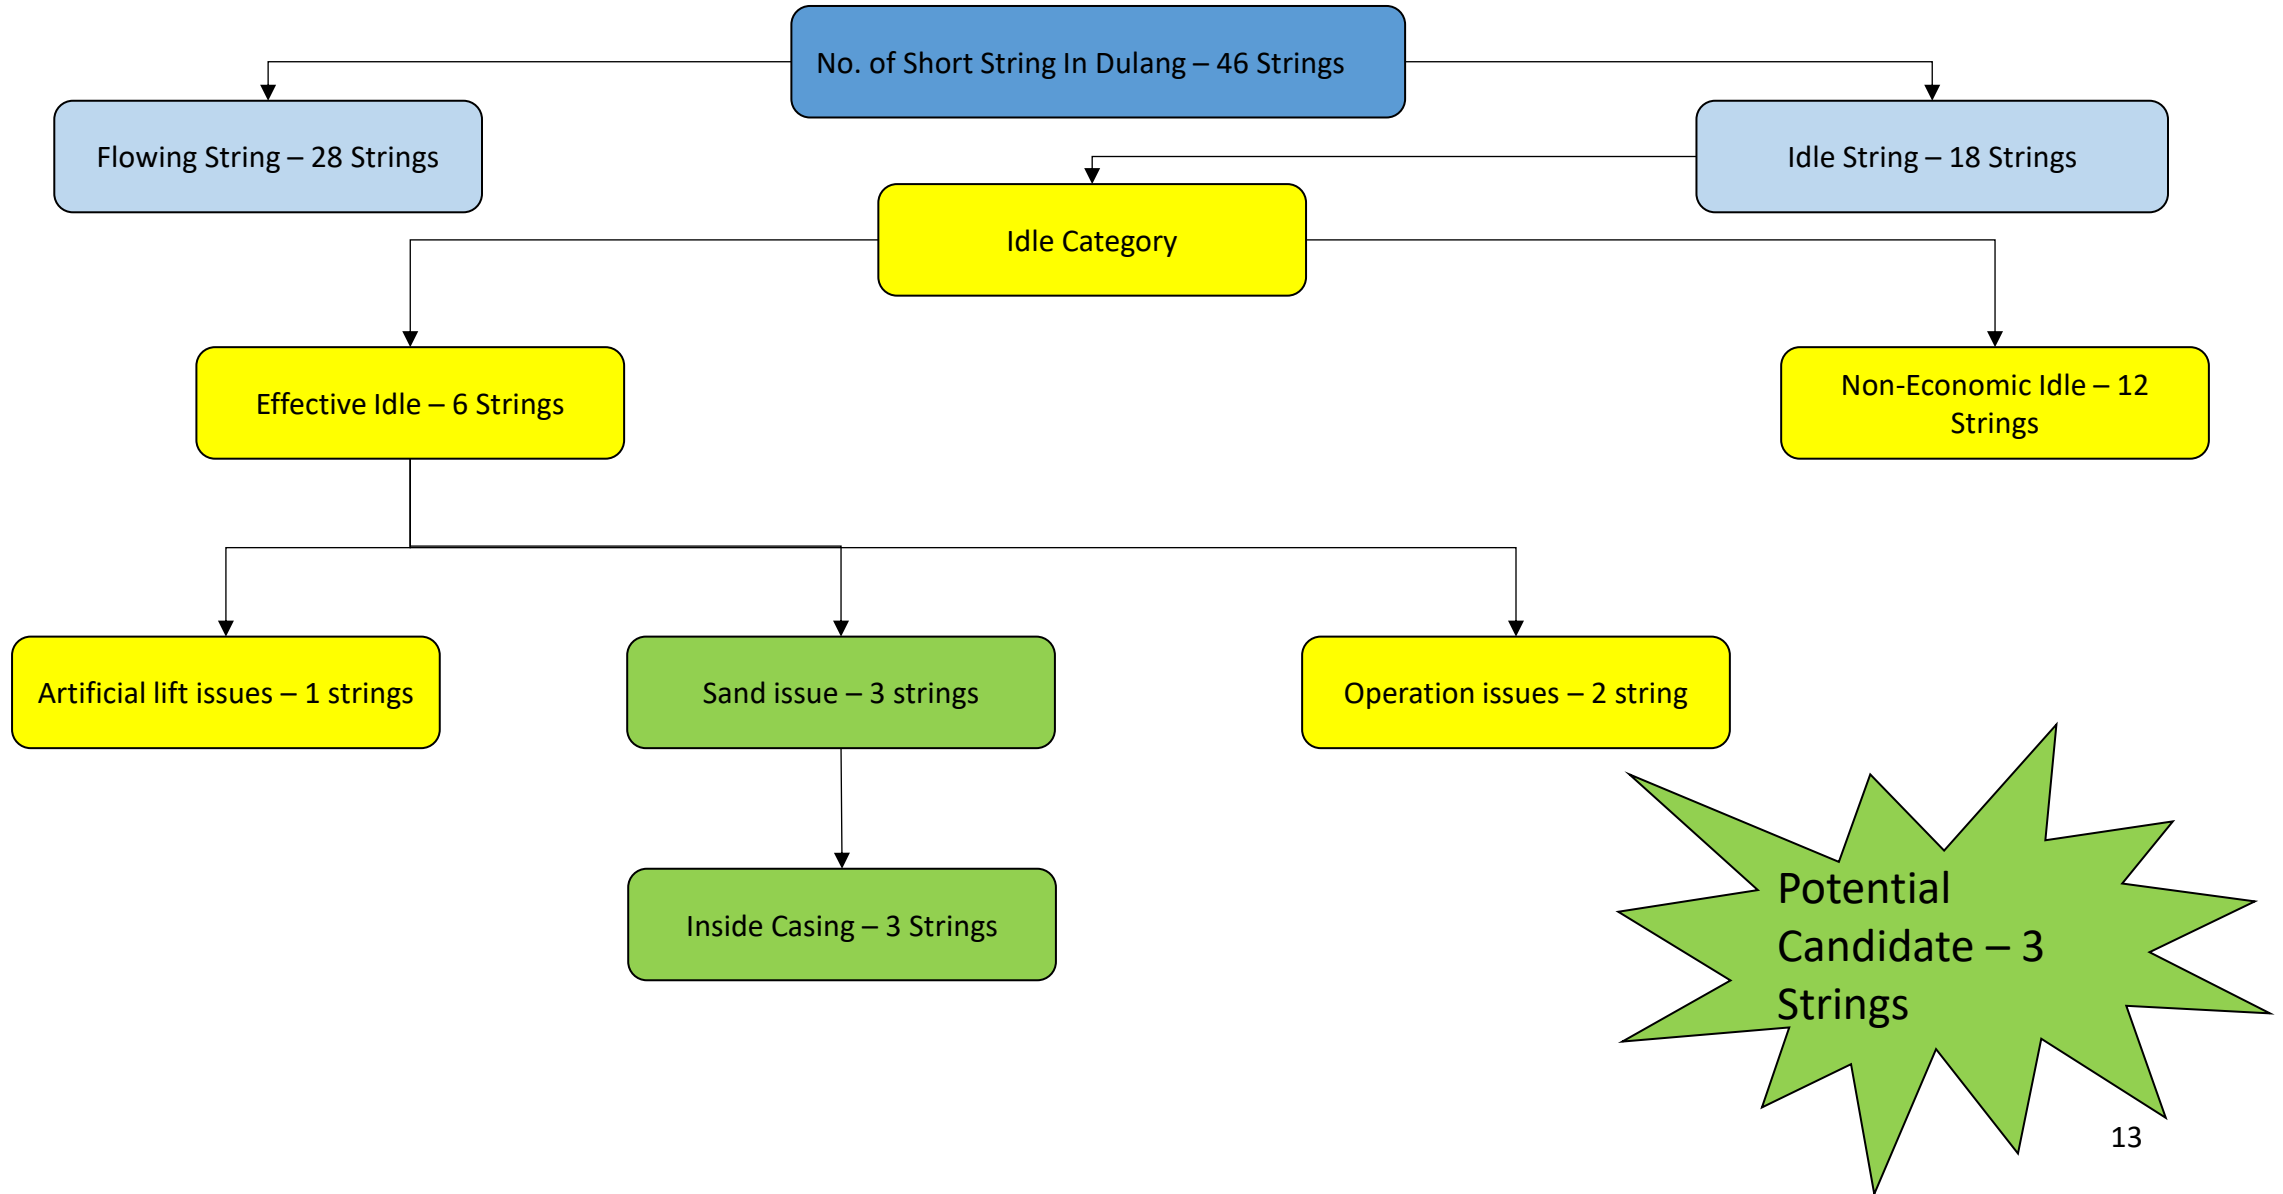 No. of Short String In Dulang – 46 Strings
Flowing String – 28 Strings
Idle String – 18 Strings
Idle Category
Effective Idle – 6 Strings
Non-Economic Idle – 12
Strings
Artificial lift issues – 1 strings
Sand issue – 3 strings
Operation issues – 2 string
Inside Casing – 3 Strings
Potential
Candidate – 3
Strings
13